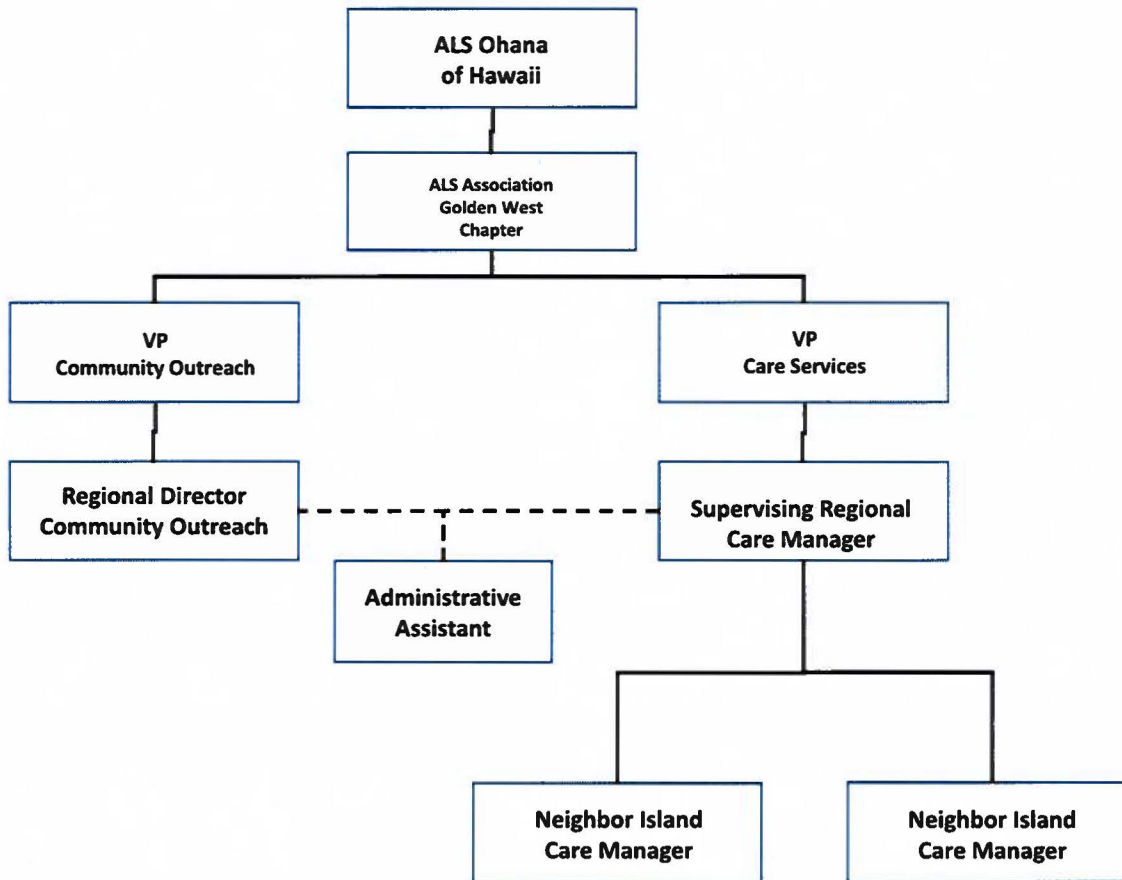 ALS Ohana
of Hawaii
ALS Association
Golden West
Chapter
VP
Community Outreach
VP
Care Services
Regional Director
Community Outreach
Supervising Regional
Care Manager
Administrative
Assistant
Neighbor Island
Care Manager
Neighbor Island
Care Manager